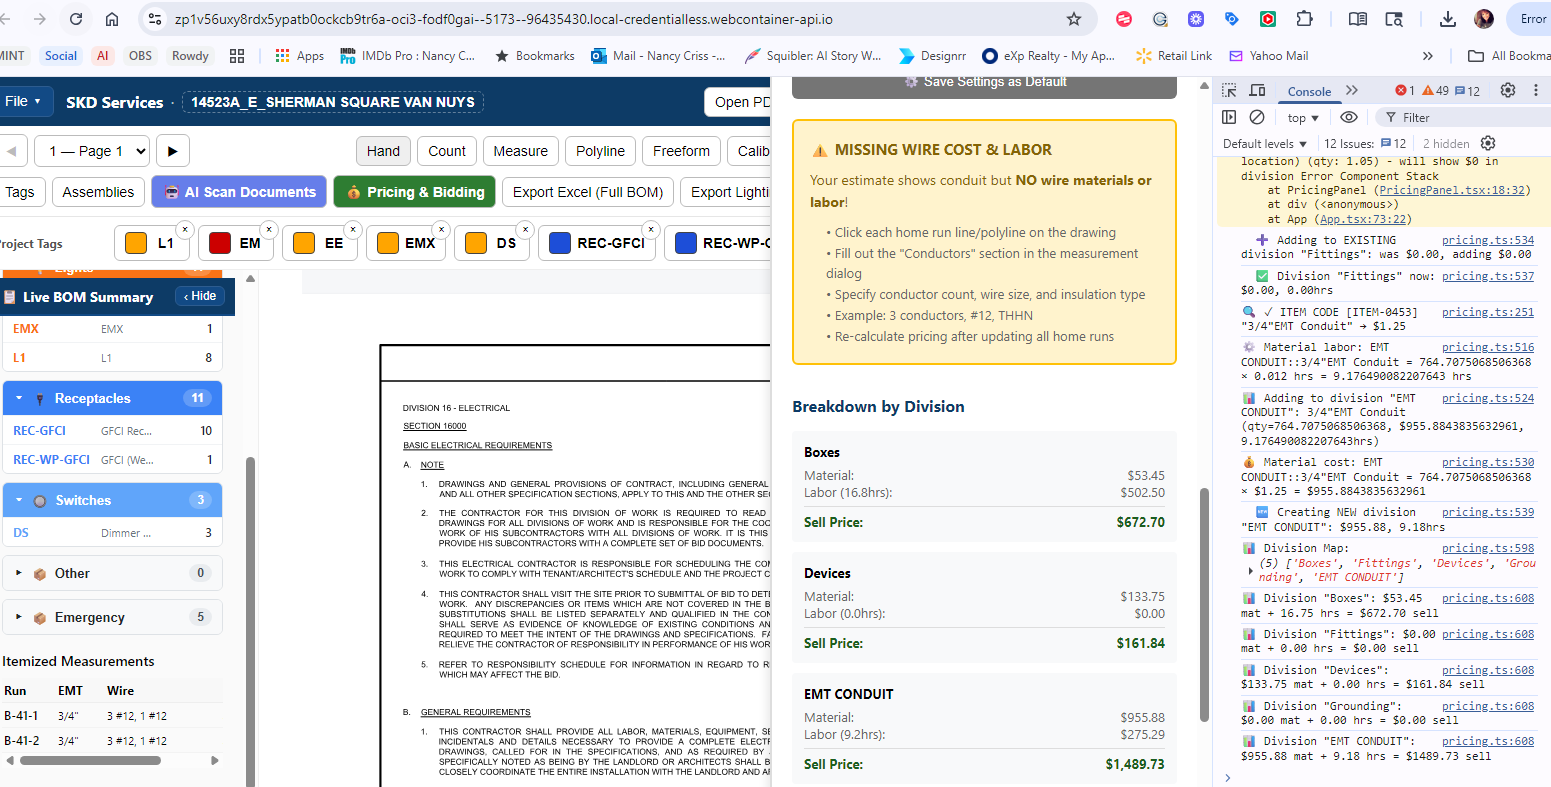 zp1v56uxy8rdx5ypatb0ockcb9tr6a-oci3-fodf0gai--5173--96435430.local-credentialless.webcontainer-api.io
Error
MINT
Social
AI
OBS
Rowdy
Apps
IMDb Pro : Nancy C...
Bookmarks
Mail - Nancy Criss -...
Squibler: AI Story W...
Designrr
eXp Realty - My Ap...
Retail Link
Yahoo Mail
»
All Bookma
File ▾
SKD Services ·
14523A_E_SHERMAN SQUARE VAN NUYS
Open PD
1 — Page 1
Hand
Count
Measure
Polyline
Freeform
Calib
Tags
Assemblies
AI Scan Documents
Pricing & Bidding
Export Excel (Full BOM)
Export Lighti
roject Tags
L1 ×
EM ×
EE ×
EMX ×
DS ×
REC-GFCI ×
REC-WP-G
Lights
Live BOM Summary
‹ Hide
EMX EMX 1
L1 L1 8
Receptacles 11
REC-GFCI GFCI Rec... 10
REC-WP-GFCI GFCI (We... 1
Switches 3
DS Dimmer ... 3
Other 0
Emergency 5
Itemized Measurements
Run EMT Wire
B-41-1 3/4" 3 #12, 1 #12
B-41-2 3/4" 3 #12, 1 #12
DIVISION 16 - ELECTRICAL
SECTION 16000
BASIC ELECTRICAL REQUIREMENTS
A. NOTE
1. DRAWINGS AND GENERAL PROVISIONS OF CONTRACT, INCLUDING GENERAL
AND ALL OTHER SPECIFICATION SECTIONS, APPLY TO THIS AND THE OTHER SE
2. THE CONTRACTOR FOR THIS DIVISION OF WORK IS REQUIRED TO READ
DRAWINGS FOR ALL DIVISIONS OF WORK AND IS RESPONSIBLE FOR THE COO
WORK OF HIS SUBCONTRACTORS WITH ALL DIVISIONS OF WORK. IT IS THIS
PROVIDE HIS SUBCONTRACTORS WITH A COMPLETE SET OF BID DOCUMENTS.
3. THIS ELECTRICAL CONTRACTOR IS RESPONSIBLE FOR SCHEDULING THE COM
WORK TO COMPLY WITH TENANT/ARCHITECT'S SCHEDULE AND THE PROJECT C
4. THIS CONTRACTOR SHALL VISIT THE SITE PRIOR TO SUBMITTAL OF BID TO DETE
WORK. ANY DISCREPANCIES OR ITEMS WHICH ARE NOT COVERED IN THE B
SUBSTITUTIONS SHALL BE LISTED SEPARATELY AND QUALIFIED IN THE CON
SHALL SERVE AS EVIDENCE OF KNOWLEDGE OF EXISTING CONDITIONS AN
REQUIRED TO MEET THE INTENT OF THE DRAWINGS AND SPECIFICATIONS. FA
RELIEVE THE CONTRACTOR OF RESPONSIBILITY IN PERFORMANCE OF HIS WOR
5. REFER TO RESPONSIBILITY SCHEDULE FOR INFORMATION IN REGARD TO R
WHICH MAY AFFECT THE BID.
B. GENERAL REQUIREMENTS
1. THIS CONTRACTOR SHALL PROVIDE ALL LABOR, MATERIALS, EQUIPMENT, SE
INCIDENTALS AND DETAILS NECESSARY TO PROVIDE A COMPLETE ELECTR
DRAWINGS, CALLED FOR IN THE SPECIFICATIONS, AND AS REQUIRED BY
SPECIFICALLY NOTED AS BEING BY THE LANDLORD OR ARCHITECTS SHALL B
CLOSELY COORDINATE THE ENTIRE INSTALLATION WITH THE LANDLORD AND AR
Save Settings as Default
MISSING WIRE COST & LABOR
Your estimate shows conduit but NO wire materials or
labor!
• Click each home run line/polyline on the drawing
• Fill out the "Conductors" section in the measurement
dialog
• Specify conductor count, wire size, and insulation type
• Example: 3 conductors, #12, THHN
• Re-calculate pricing after updating all home runs
Breakdown by Division
Boxes
Material: $53.45
Labor (16.8hrs): $502.50
Sell Price: $672.70
Devices
Material: $133.75
Labor (0.0hrs): $0.00
Sell Price: $161.84
EMT CONDUIT
Material: $955.88
Labor (9.2hrs): $275.29
Sell Price: $1,489.73
Console » 1 49 12
top ▾ Filter
Default levels ▾ 12 Issues: 12 2 hidden
location) (qty: 1.05) - will show $0 in
division Error Component Stack
at PricingPanel (PricingPanel.tsx:18:32)
at div (<anonymous>)
at App (App.tsx:73:22)
Adding to EXISTING pricing.ts:534
division "Fittings": was $0.00, adding $0.00
Division "Fittings" now: pricing.ts:537
$0.00, 0.00hrs
✓ ITEM CODE [ITEM-0453] pricing.ts:251
"3/4"EMT Conduit" → $1.25
Material labor: EMT pricing.ts:516
CONDUIT::3/4"EMT Conduit = 764.7075068506368
× 0.012 hrs = 9.176490082207643 hrs
Adding to division "EMT pricing.ts:524
CONDUIT": 3/4"EMT Conduit
(qty=764.7075068506368, $955.8843835632961,
9.176490082207643hrs)
Material cost: EMT pricing.ts:530
CONDUIT::3/4"EMT Conduit = 764.7075068506368
× $1.25 = $955.8843835632961
Creating NEW division pricing.ts:539
"EMT CONDUIT": $955.88, 9.18hrs
Division Map: pricing.ts:598
(5) ['Boxes', 'Fittings', 'Devices', 'Grou
nding', 'EMT CONDUIT']
Division "Boxes": $53.45 pricing.ts:608
mat + 16.75 hrs = $672.70 sell
Division "Fittings": $0.00 pricing.ts:608
mat + 0.00 hrs = $0.00 sell
Division "Devices": pricing.ts:608
$133.75 mat + 0.00 hrs = $161.84 sell
Division "Grounding": pricing.ts:608
$0.00 mat + 0.00 hrs = $0.00 sell
Division "EMT CONDUIT": pricing.ts:608
$955.88 mat + 9.18 hrs = $1489.73 sell